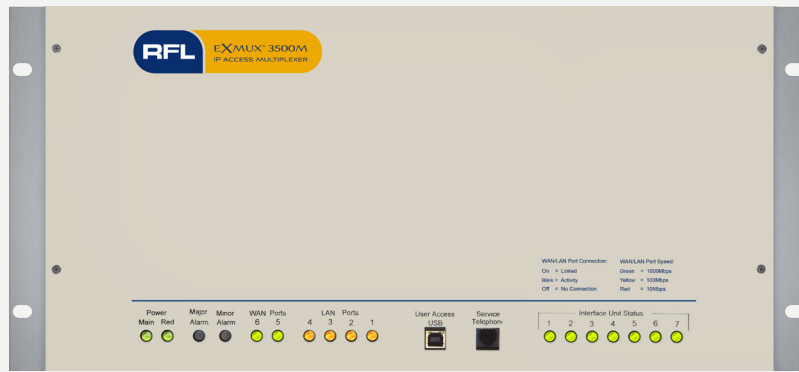 RFL
EXMUX® 3500M
IP ACCESS MULTIPLEXER
WAN/LAN Port Connection: WAN/LAN Port Speed:
On = Linked Green = 1000Mbps
Blink = Activity Yellow = 100Mbps
Off = No Connection Red = 10Mbps
Power Major Minor WAN Ports LAN Ports User Access Service Interface Unit Status
Main Red Alarm Alarm 6 5 4 3 2 1 USB Telephone 1 2 3 4 5 6 7